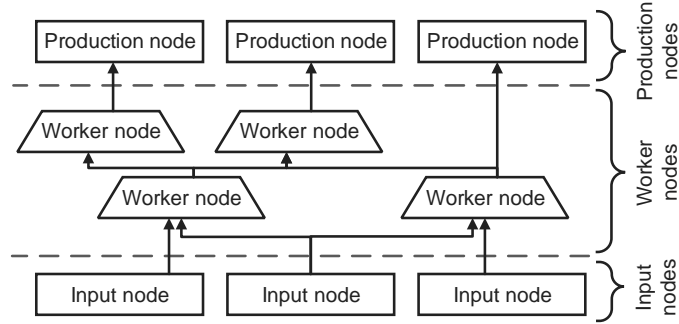 Production node
Production node
Production node
Production
nodes
Worker node
Worker node
Worker node
Worker node
Worker
nodes
Input node
Input node
Input node
Input
nodes